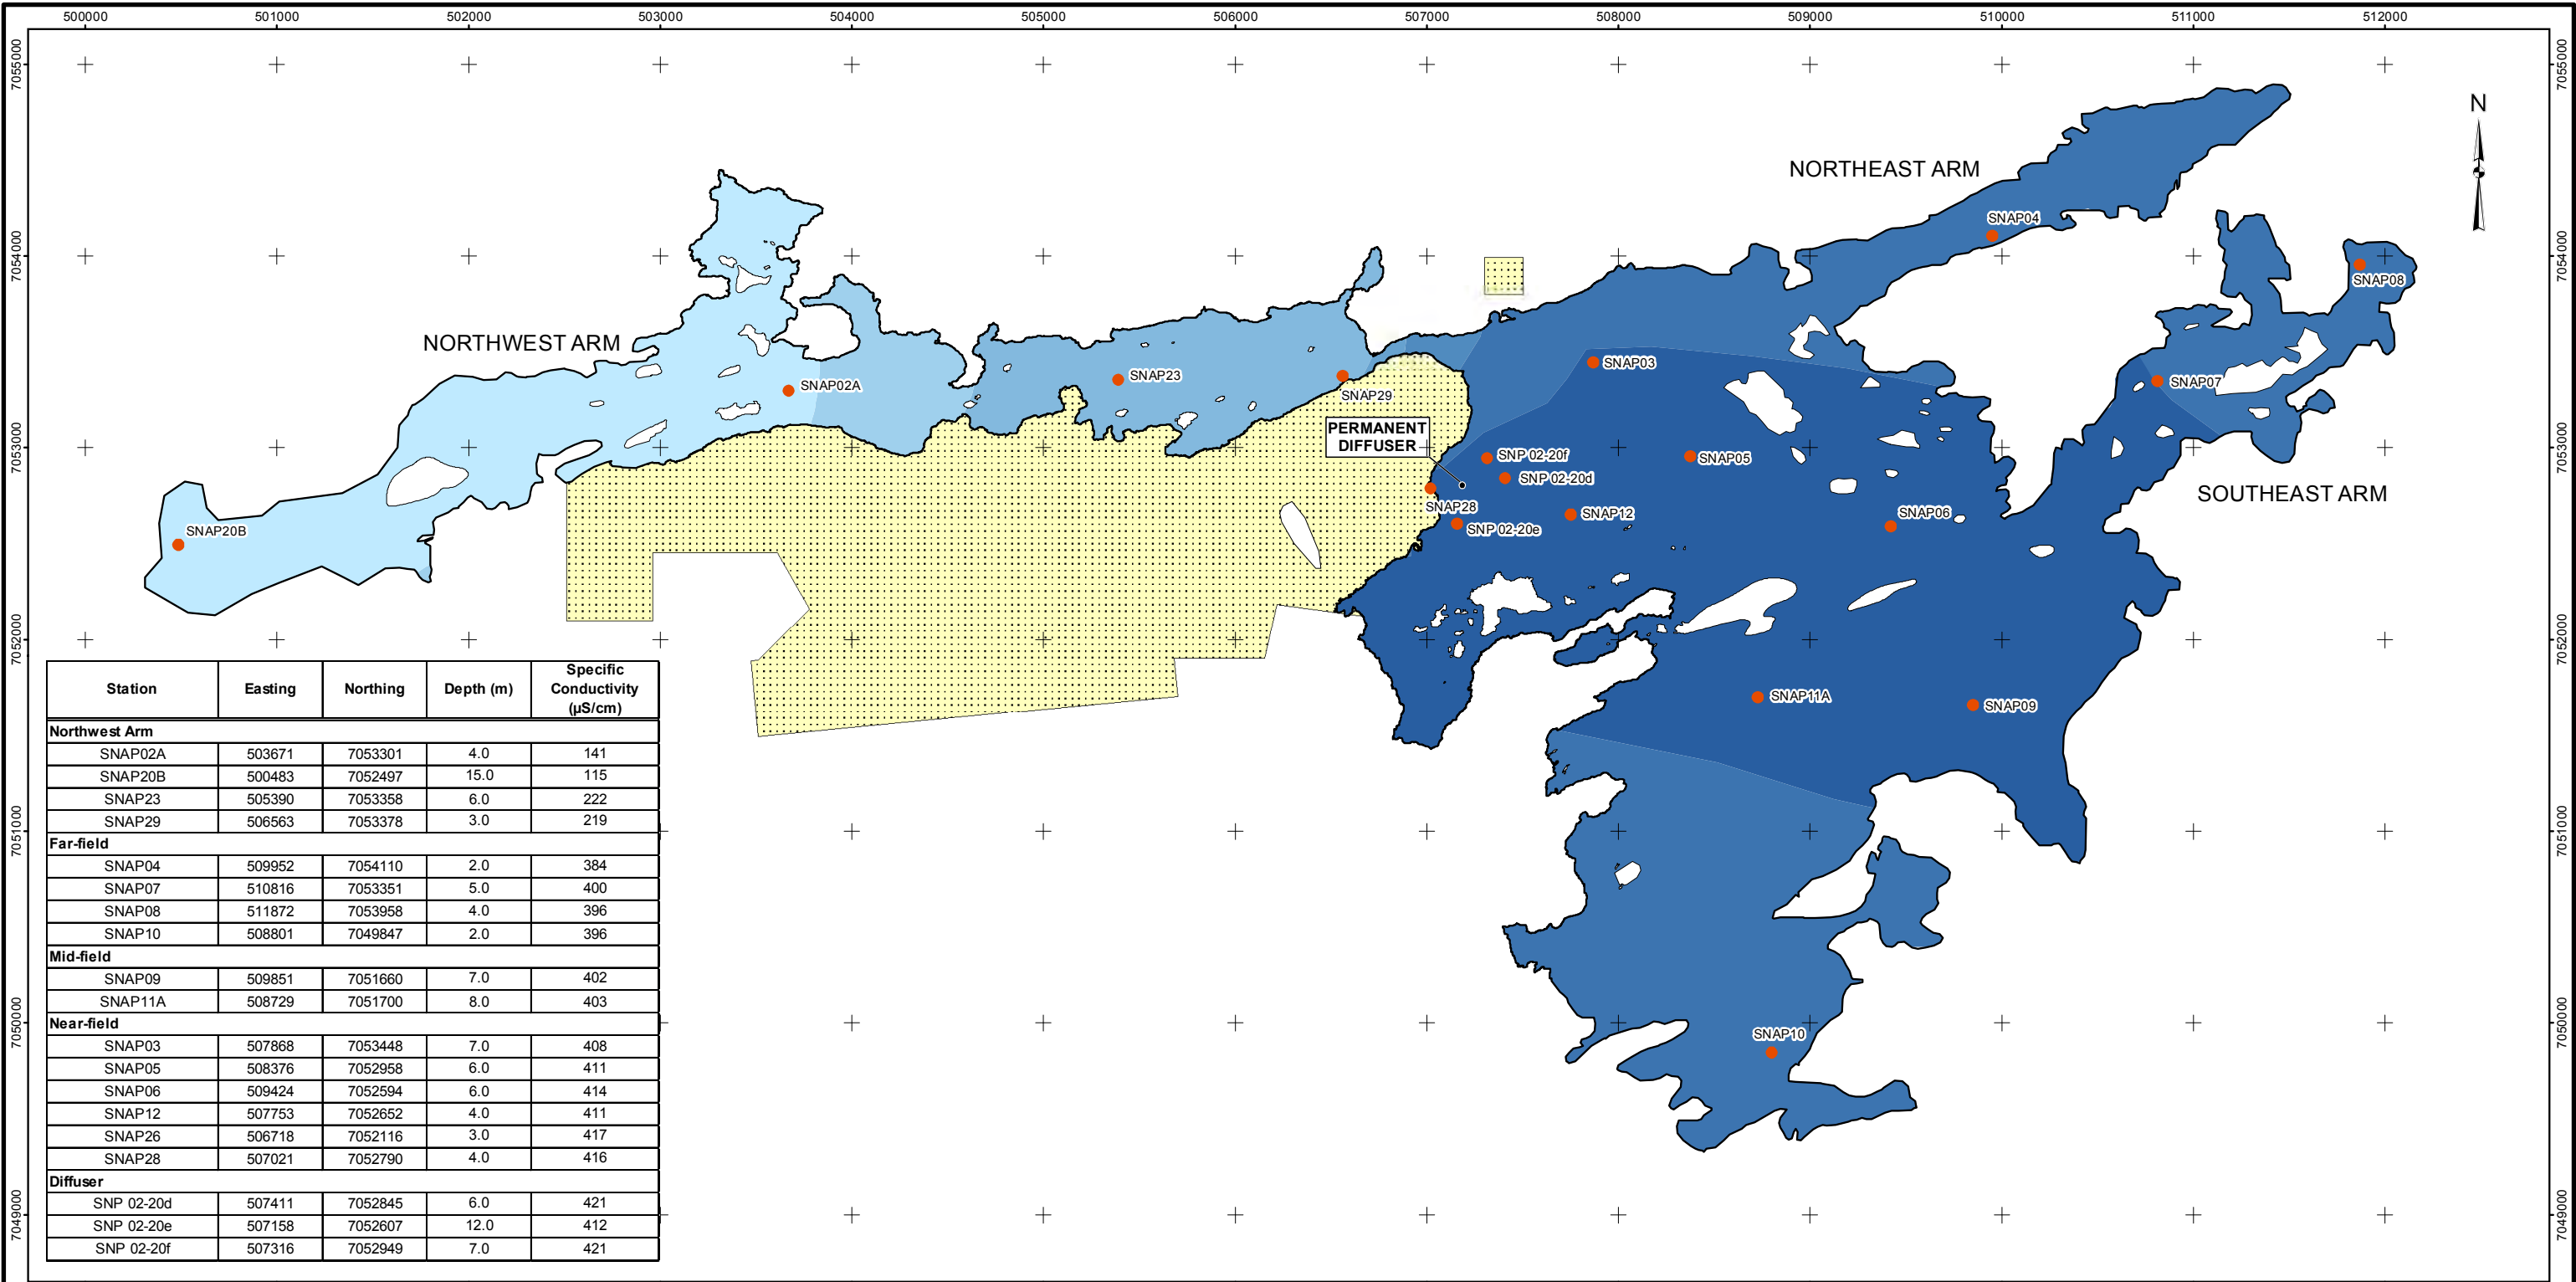 500000 501000 502000 503000 504000 505000 506000 507000 508000 509000 510000 511000 512000
7055000 7055000
N
NORTHEAST ARM
SNAP04
7054000 7054000
SNAP08
NORTHWEST ARM
SNAP03
SNAP23
SNAP07
SNAP02A
SNAP29
PERMANENT
DIFFUSER
7053000 7053000
SNP 02-20f
SNAP05
SNP 02-20d
SOUTHEAST ARM
SNAP28
SNAP12
SNAP06
SNP 02-20e
SNAP20B
7052000 7052000
SNAP11A
SNAP09
7051000 7051000
7050000 7050000
SNAP10
7049000 7049000
Station Easting Northing Depth (m) Specific Conductivity (µS/cm)
Northwest Arm
SNAP02A 503671 7053301 4.0 141
SNAP20B 500483 7052497 15.0 115
SNAP23 505390 7053358 6.0 222
SNAP29 506563 7053378 3.0 219
Far-field
SNAP04 509952 7054110 2.0 384
SNAP07 510816 7053351 5.0 400
SNAP08 511872 7053958 4.0 396
SNAP10 508801 7049847 2.0 396
Mid-field
SNAP09 509851 7051660 7.0 402
SNAP11A 508729 7051700 8.0 403
Near-field
SNAP03 507868 7053448 7.0 408
SNAP05 508376 7052958 6.0 411
SNAP06 509424 7052594 6.0 414
SNAP12 507753 7052652 4.0 411
SNAP26 506718 7052116 3.0 417
SNAP28 507021 7052790 4.0 416
Diffuser
SNP 02-20d 507411 7052845 6.0 421
SNP 02-20e 507158 7052607 12.0 412
SNP 02-20f 507316 7052949 7.0 421